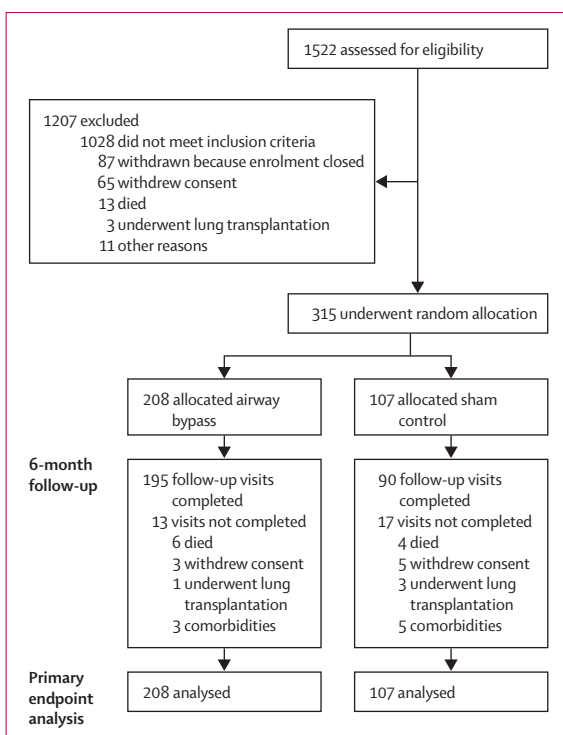 1522 assessed for eligibility
1207 excluded
1028 did not meet inclusion criteria
87 withdrawn because enrolment closed
65 withdrew consent
13 died
3 underwent lung transplantation
11 other reasons
315 underwent random allocation
208 allocated airway
bypass
107 allocated sham
control
6-month
follow-up
195 follow-up visits
completed
13 visits not completed
6 died
3 withdrew consent
1 underwent lung
transplantation
3 comorbidities
90 follow-up visits
completed
17 visits not completed
4 died
5 withdrew consent
3 underwent lung
transplantation
5 comorbidities
Primary
endpoint
analysis
208 analysed
107 analysed